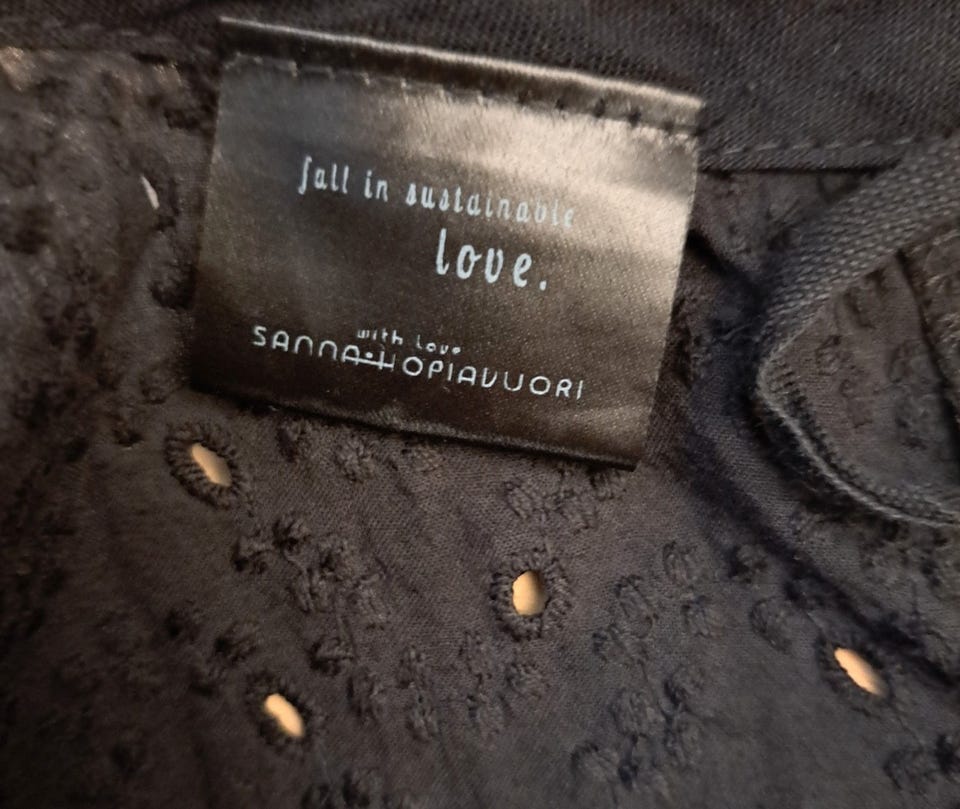 fall in sustainable
love.
with love
SANNA•HOPIAVUORI